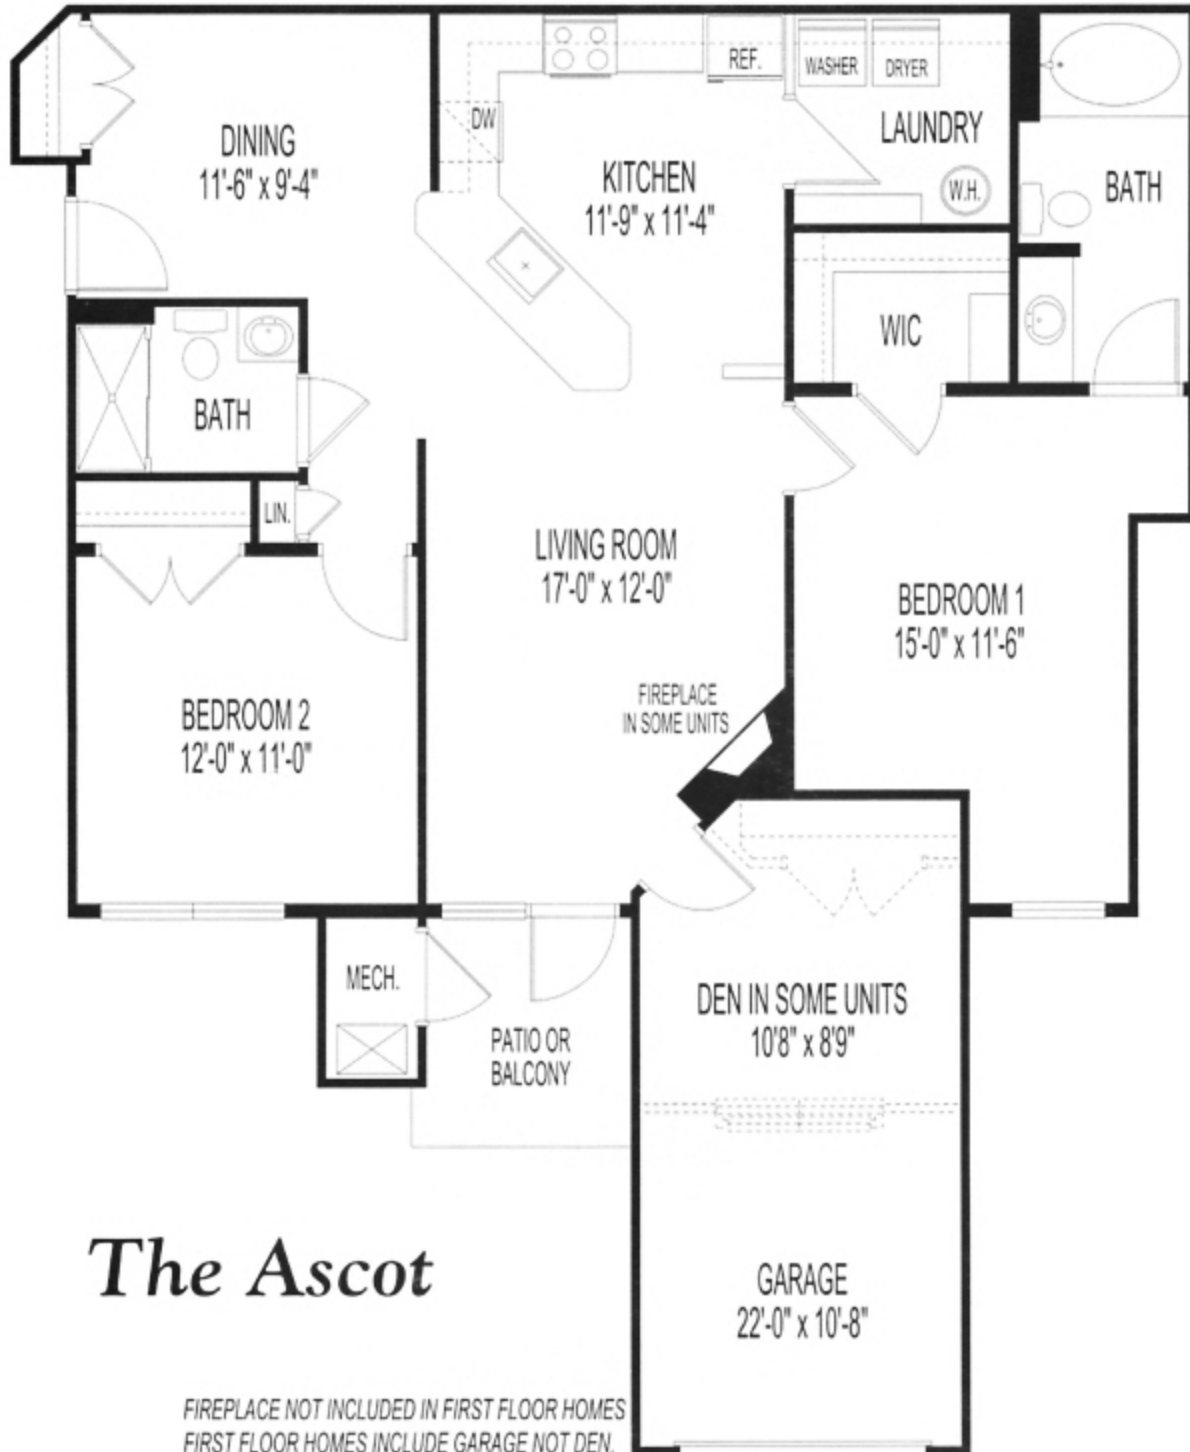 REF.
WASHER
DRYER
DW
DINING
11'-6" x 9'-4"
KITCHEN
11'-9" x 11'-4"
LAUNDRY
W.H.
BATH
WIC
BATH
LIN.
LIVING ROOM
17'-0" x 12'-0"
BEDROOM 1
15'-0" x 11'-6"
BEDROOM 2
12'-0" x 11'-0"
FIREPLACE
IN SOME UNITS
MECH.
PATIO OR
BALCONY
DEN IN SOME UNITS
10'8" x 8'9"
The Ascot
GARAGE
22'-0" x 10'-8"
FIREPLACE NOT INCLUDED IN FIRST FLOOR HOMES
FIRST FLOOR HOMES INCLUDE GARAGE NOT DEN.